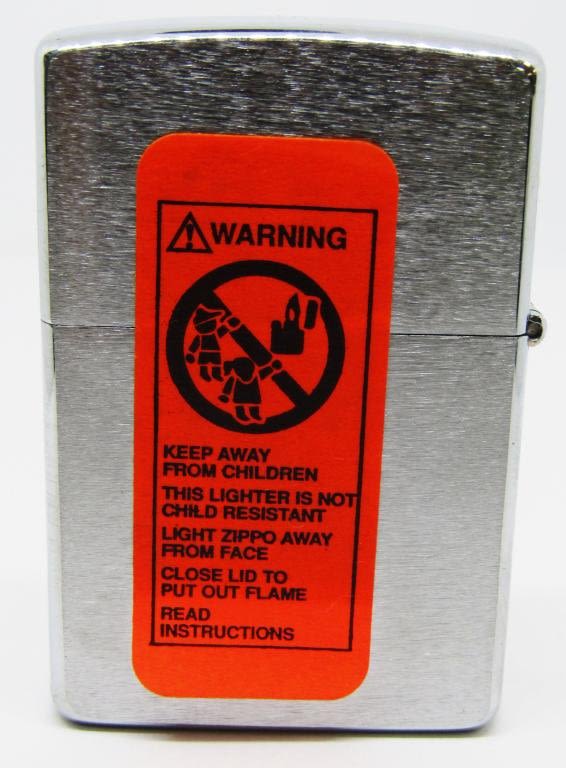 WARNING
KEEP AWAY
FROM CHILDREN
THIS LIGHTER IS NOT
CHILD RESISTANT
LIGHT ZIPPO AWAY
FROM FACE
CLOSE LID TO
PUT OUT FLAME
READ
INSTRUCTIONS